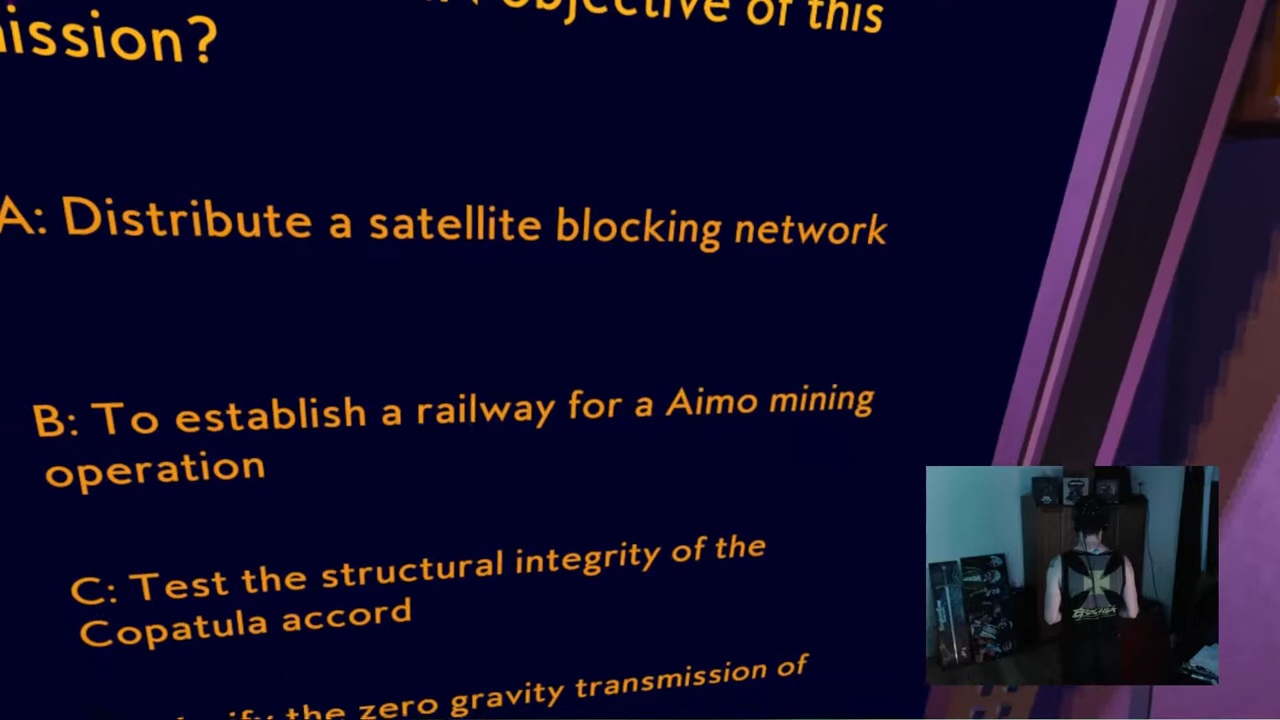 objective of this
mission?
A: Distribute a satellite blocking network
B: To establish a railway for a Aimo mining
operation
C: Test the structural integrity of the
Copatula accord
the zero gravity transmission of